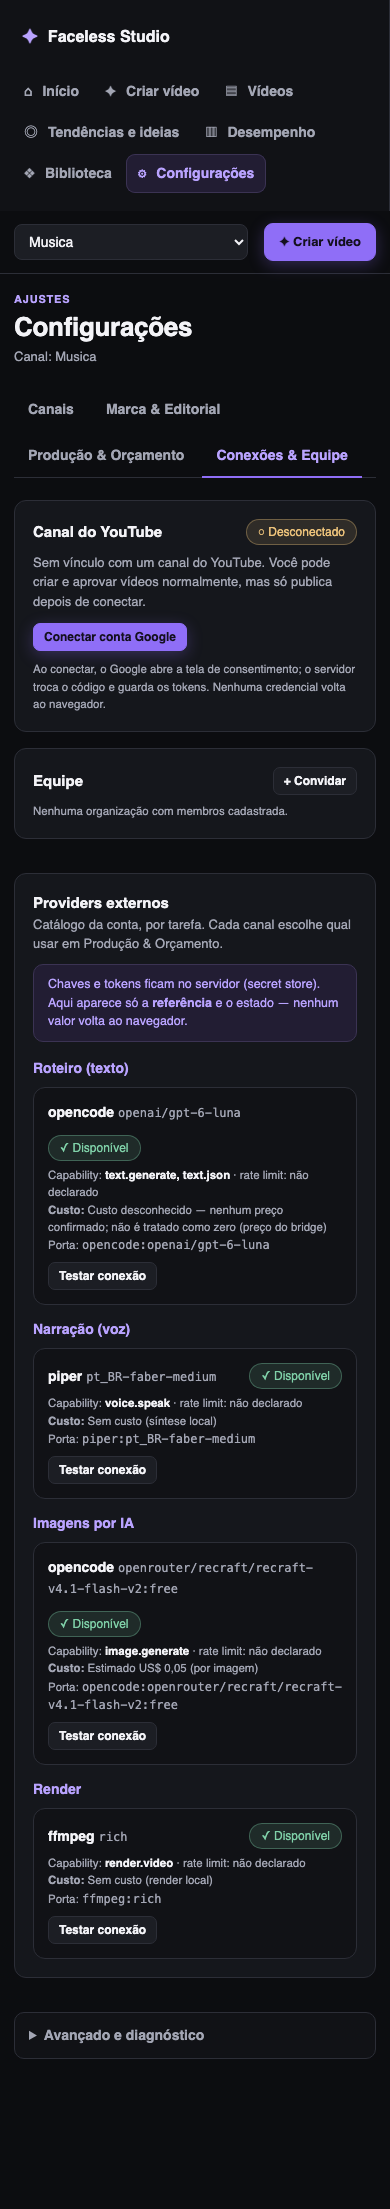 Faceless Studio
Início
Criar vídeo
Vídeos
Tendências e ideias
Desempenho
Biblioteca
Configurações
Musica
✦ Criar vídeo
AJUSTES
Configurações
Canal: Musica
Canais
Marca & Editorial
Produção & Orçamento
Conexões & Equipe
Canal do YouTube
○ Desconectado
Sem vínculo com um canal do YouTube. Você pode
criar e aprovar vídeos normalmente, mas só publica
depois de conectar.
Conectar conta Google
Ao conectar, o Google abre a tela de consentimento; o servidor
troca o código e guarda os tokens. Nenhuma credencial volta
ao navegador.
Equipe
+ Convidar
Nenhuma organização com membros cadastrada.
Providers externos
Catálogo da conta, por tarefa. Cada canal escolhe qual
usar em Produção & Orçamento.
Chaves e tokens ficam no servidor (secret store).
Aqui aparece só a referência e o estado — nenhum
valor volta ao navegador.
Roteiro (texto)
opencode openai/gpt-6-luna
✓ Disponível
Capability: text.generate, text.json · rate limit: não
declarado
Custo: Custo desconhecido — nenhum preço
confirmado; não é tratado como zero (preço do bridge)
Porta: opencode:openai/gpt-6-luna
Testar conexão
Narração (voz)
piper pt_BR-faber-medium
✓ Disponível
Capability: voice.speak · rate limit: não declarado
Custo: Sem custo (síntese local)
Porta: piper:pt_BR-faber-medium
Testar conexão
Imagens por IA
opencode openrouter/recraft/recraft-
v4.1-flash-v2:free
✓ Disponível
Capability: image.generate · rate limit: não declarado
Custo: Estimado US$ 0,05 (por imagem)
Porta: opencode:openrouter/recraft/recraft-
v4.1-flash-v2:free
Testar conexão
Render
ffmpeg rich
✓ Disponível
Capability: render.video · rate limit: não declarado
Custo: Sem custo (render local)
Porta: ffmpeg:rich
Testar conexão
▶ Avançado e diagnóstico